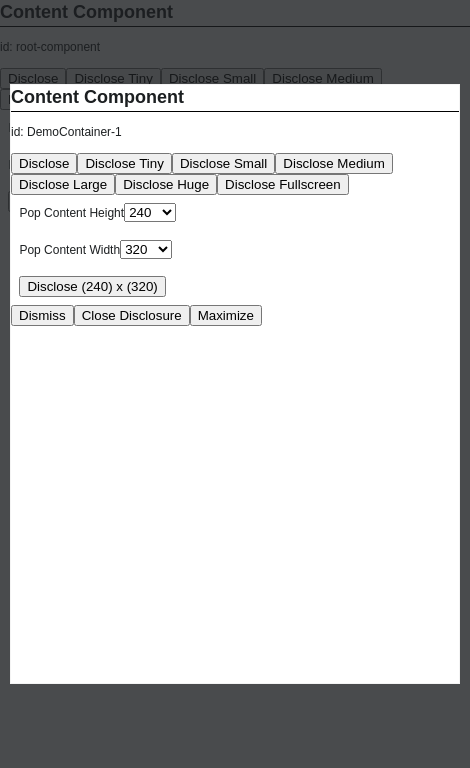 Content Component
id: root-component
Disclose Disclose Tiny Disclose Small Disclose Medium
Content Component
id: DemoContainer-1
Disclose Disclose Tiny Disclose Small Disclose Medium
Disclose Large Disclose Huge Disclose Fullscreen
Pop Content Height 240
Pop Content Width 320
Disclose (240) x (320)
Dismiss Close Disclosure Maximize